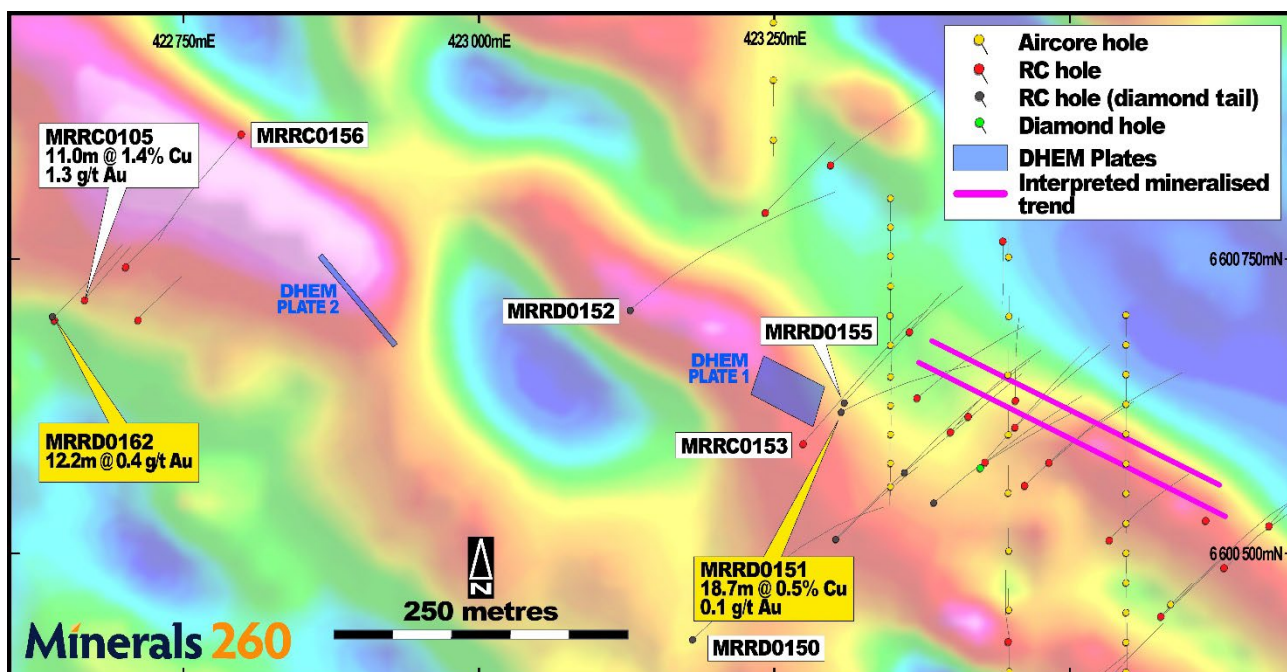 422 750mE
423 000mE
423 250mE
Aircore hole
RC hole
RC hole (diamond tail)
Diamond hole
DHEM Plates
Interpreted mineralised
trend
MRRC0105
11.0m @ 1.4% Cu
1.3 g/t Au
MRRC0156
6 600 750mN
DHEM
PLATE 2
MRRD0152
MRRD0155
DHEM
PLATE 1
MRRD0162
12.2m @ 0.4 g/t Au
MRRC0153
6 600 500mN
MRRD0151
18.7m @ 0.5% Cu
0.1 g/t Au
N
250 metres
Minerals 260
MRRD0150